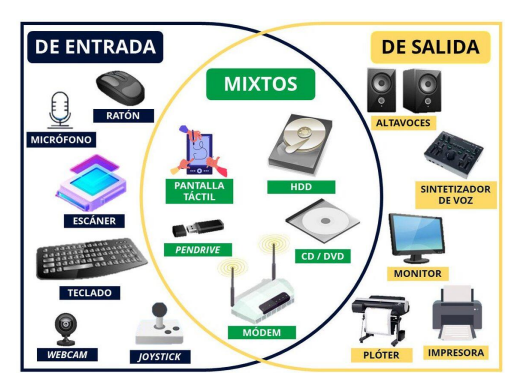 DE ENTRADA
RATÓN
MICRÓFONO
ESCÁNER
TECLADO
WEBCAM
JOYSTICK
MIXTOS
PANTALLA
TÁCTIL
HDD
PENDRIVE
CD / DVD
MÓDEM
DE SALIDA
ALTAVOCES
SINTETIZADOR
DE VOZ
MONITOR
PLÓTER
IMPRESORA